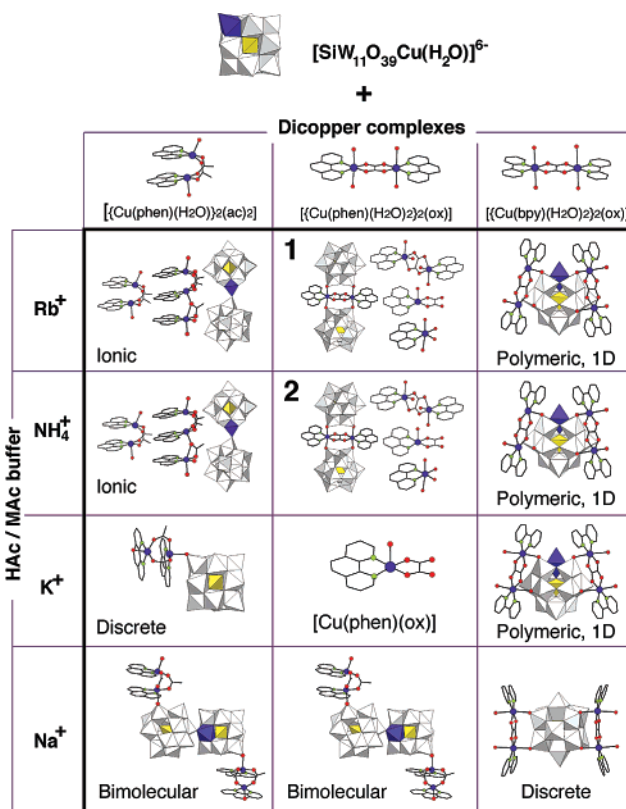 [SiW₁₁O₃₉Cu(H₂O)]⁶⁻
+
Dicopper complexes
[{Cu(phen)(H2O)}2(ac)2]
[{Cu(phen)(H2O)2}2(ox)]
[{Cu(bpy)(H2O)2}2(ox)]
HAc / MAc buffer
Rb⁺
Ionic
1
Polymeric, 1D
NH₄⁺
Ionic
2
Polymeric, 1D
K⁺
Discrete
[Cu(phen)(ox)]
Polymeric, 1D
Na⁺
Bimolecular
Bimolecular
Discrete